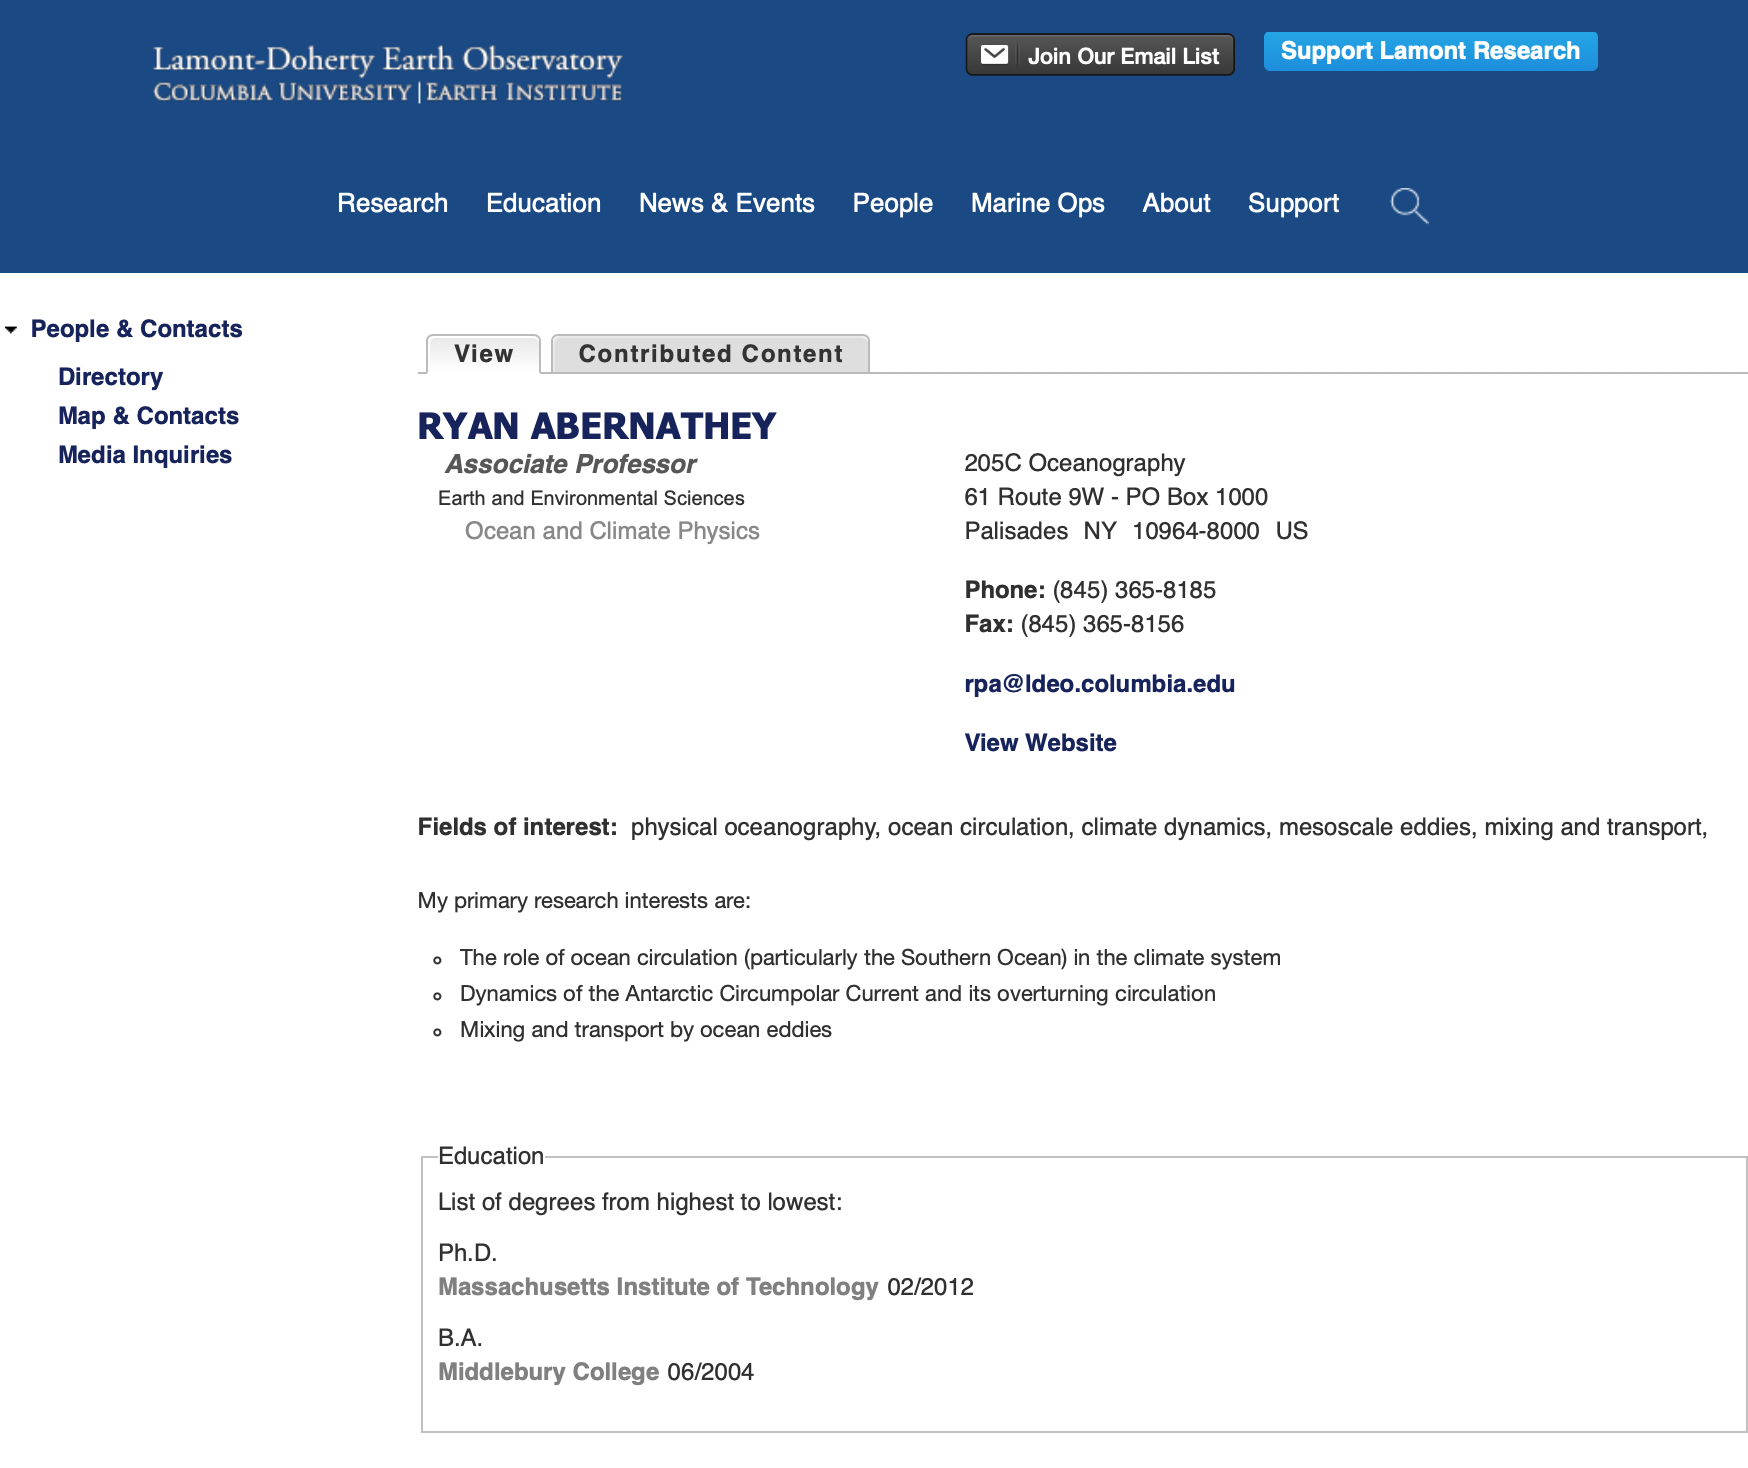 Lamont-Doherty Earth Observatory
COLUMBIA UNIVERSITY | EARTH INSTITUTE
Join Our Email List
Support Lamont Research
Research Education News & Events People Marine Ops About Support
People & Contacts
Directory
Map & Contacts
Media Inquiries
View Contributed Content
RYAN ABERNATHEY
Associate Professor
Earth and Environmental Sciences
Ocean and Climate Physics
205C Oceanography
61 Route 9W - PO Box 1000
Palisades NY 10964-8000 US
Phone: (845) 365-8185
Fax: (845) 365-8156
rpa@ldeo.columbia.edu
View Website
Fields of interest: physical oceanography, ocean circulation, climate dynamics, mesoscale eddies, mixing and transport,
My primary research interests are:
The role of ocean circulation (particularly the Southern Ocean) in the climate system
Dynamics of the Antarctic Circumpolar Current and its overturning circulation
Mixing and transport by ocean eddies
Education
List of degrees from highest to lowest:
Ph.D.
Massachusetts Institute of Technology 02/2012
B.A.
Middlebury College 06/2004